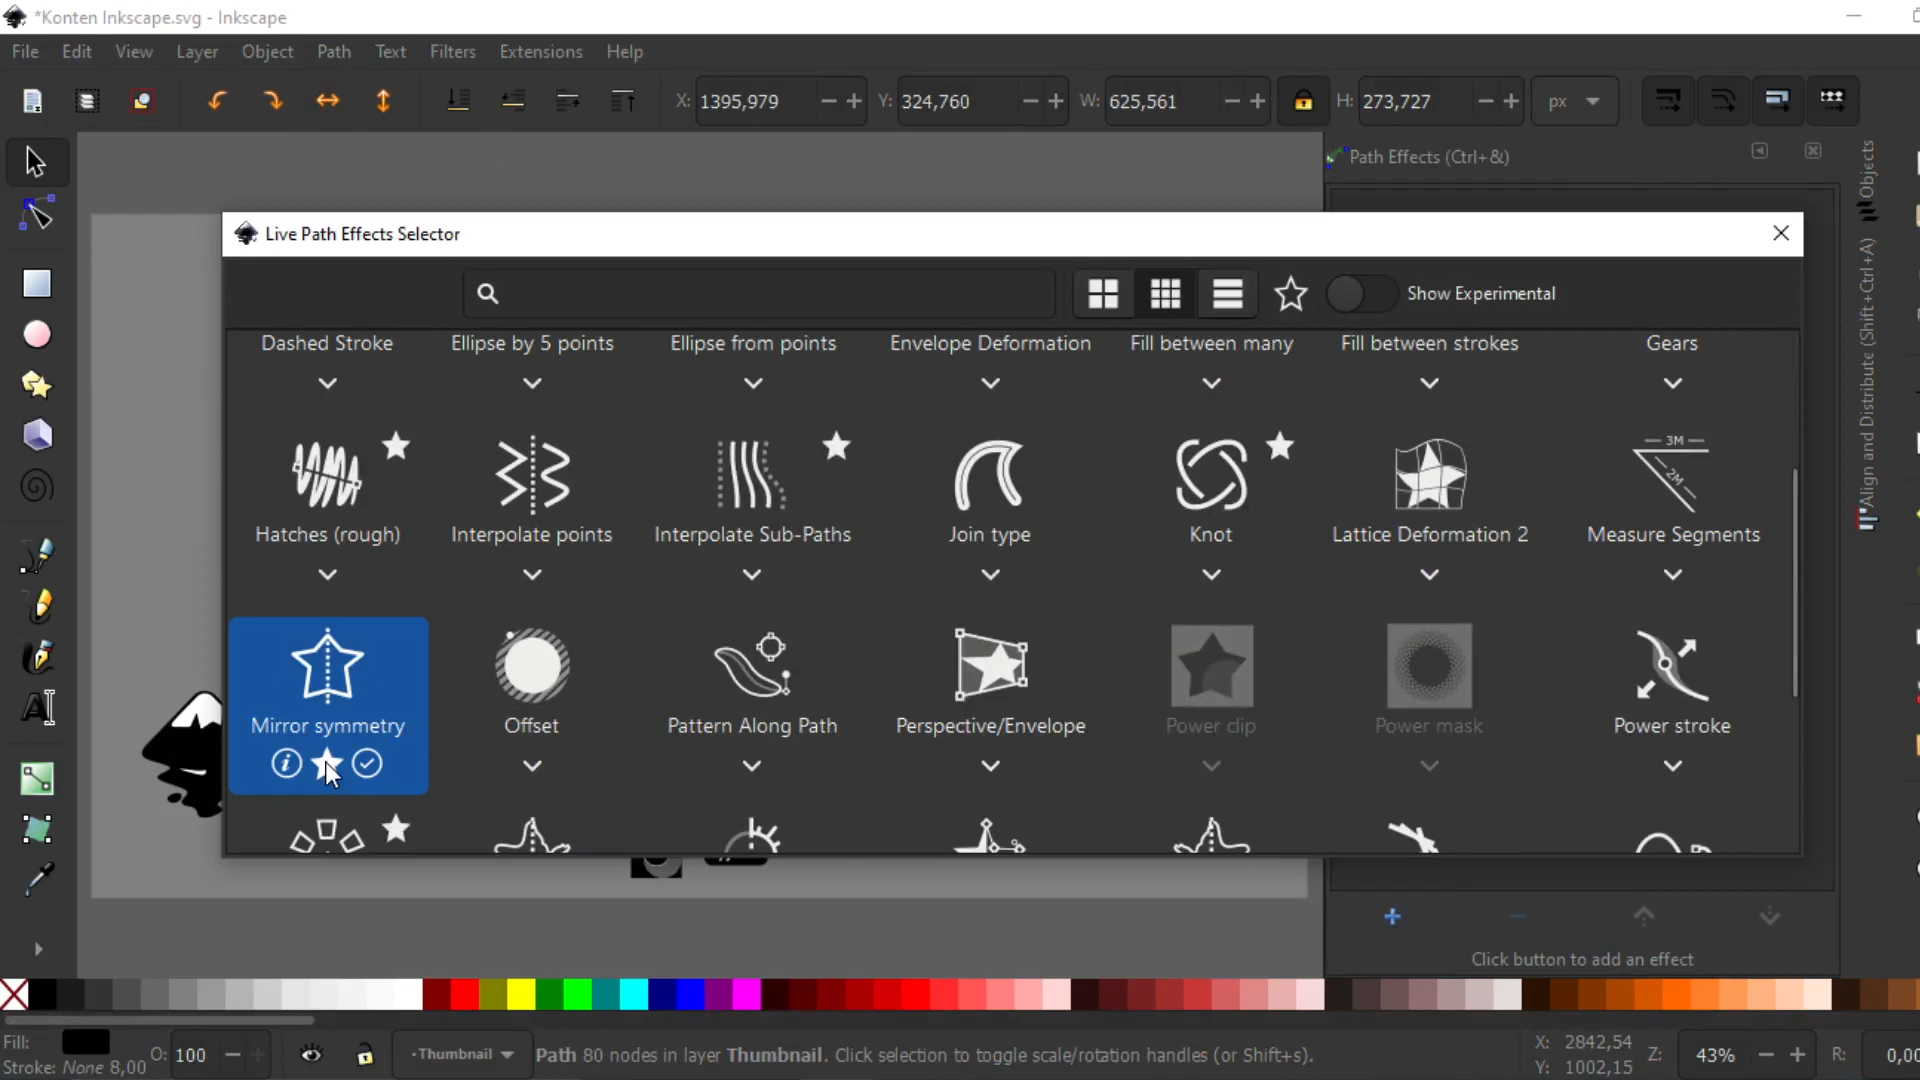 *Konten Inkscape.svg - Inkscape
File Edit View Layer Object Path Text Filters Extensions Help
X: 1395,979 Y: 324,760 W: 625,561 H: 273,727 px
Path Effects (Ctrl+&)
Objects
Align and Distribute (Shift+Ctrl+A)
Live Path Effects Selector
Show Experimental
Dashed Stroke Ellipse by 5 points Ellipse from points Envelope Deformation Fill between many Fill between strokes Gears
3M
2M
Hatches (rough) Interpolate points Interpolate Sub-Paths Join type Knot Lattice Deformation 2 Measure Segments
Mirror symmetry Offset Pattern Along Path Perspective/Envelope Power clip Power mask Power stroke
Click button to add an effect
Fill:
Stroke: None 8,00
O: 100
•Thumbnail
Path 80 nodes in layer Thumbnail. Click selection to toggle scale/rotation handles (or Shift+s).
X: 2842,54
Y: 1002,15
Z: 43%
R: 0,00